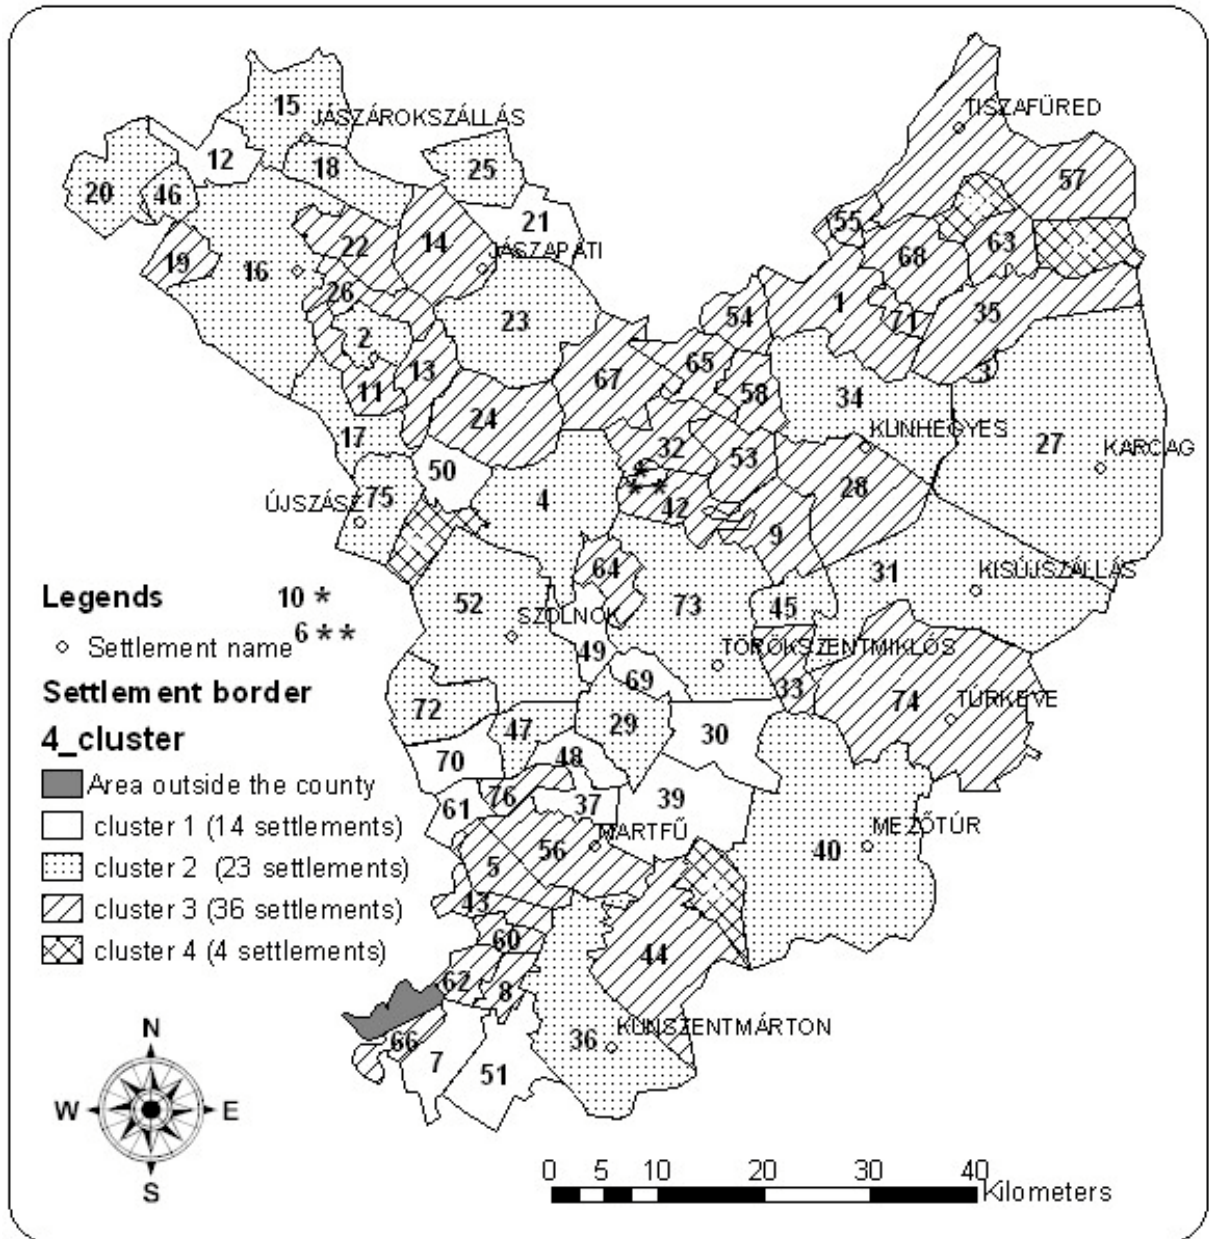 TISZAFÜRED
15
JÁSZÁROKSZÁLLÁS
12
18
25
57
20
46
21
55
22
14
63
19
16
JÁSZAPÁTI
68
26
1
35
54
71
2
23
13
65
3
11
67
58
34
24
17
KUNHEGYES
27
KARCAG
50
32
53
28
75
4
42
ÚJSZÁSZ
9
64
31
KISÚJSZÁLLÁS
Legends
10 *
52
73
45
SZOLNOK
6 * *
Settlement name
49
TÖRÖKSZENTMIKLÓS
69
33
74
TÚRKEVE
Settlement border
72
47
29
30
4_cluster
70
48
Area outside the county
76
37
39
61
MARTFŰ
MEZŐTÚR
cluster 1 (14 settlements)
56
40
cluster 2 (23 settlements)
5
43
cluster 3 (36 settlements)
60
44
cluster 4 (4 settlements)
62
8
N
66
36
KUNSZENTMÁRTON
7
51
W
E
S
0 5 10 20 30 40
Kilometers